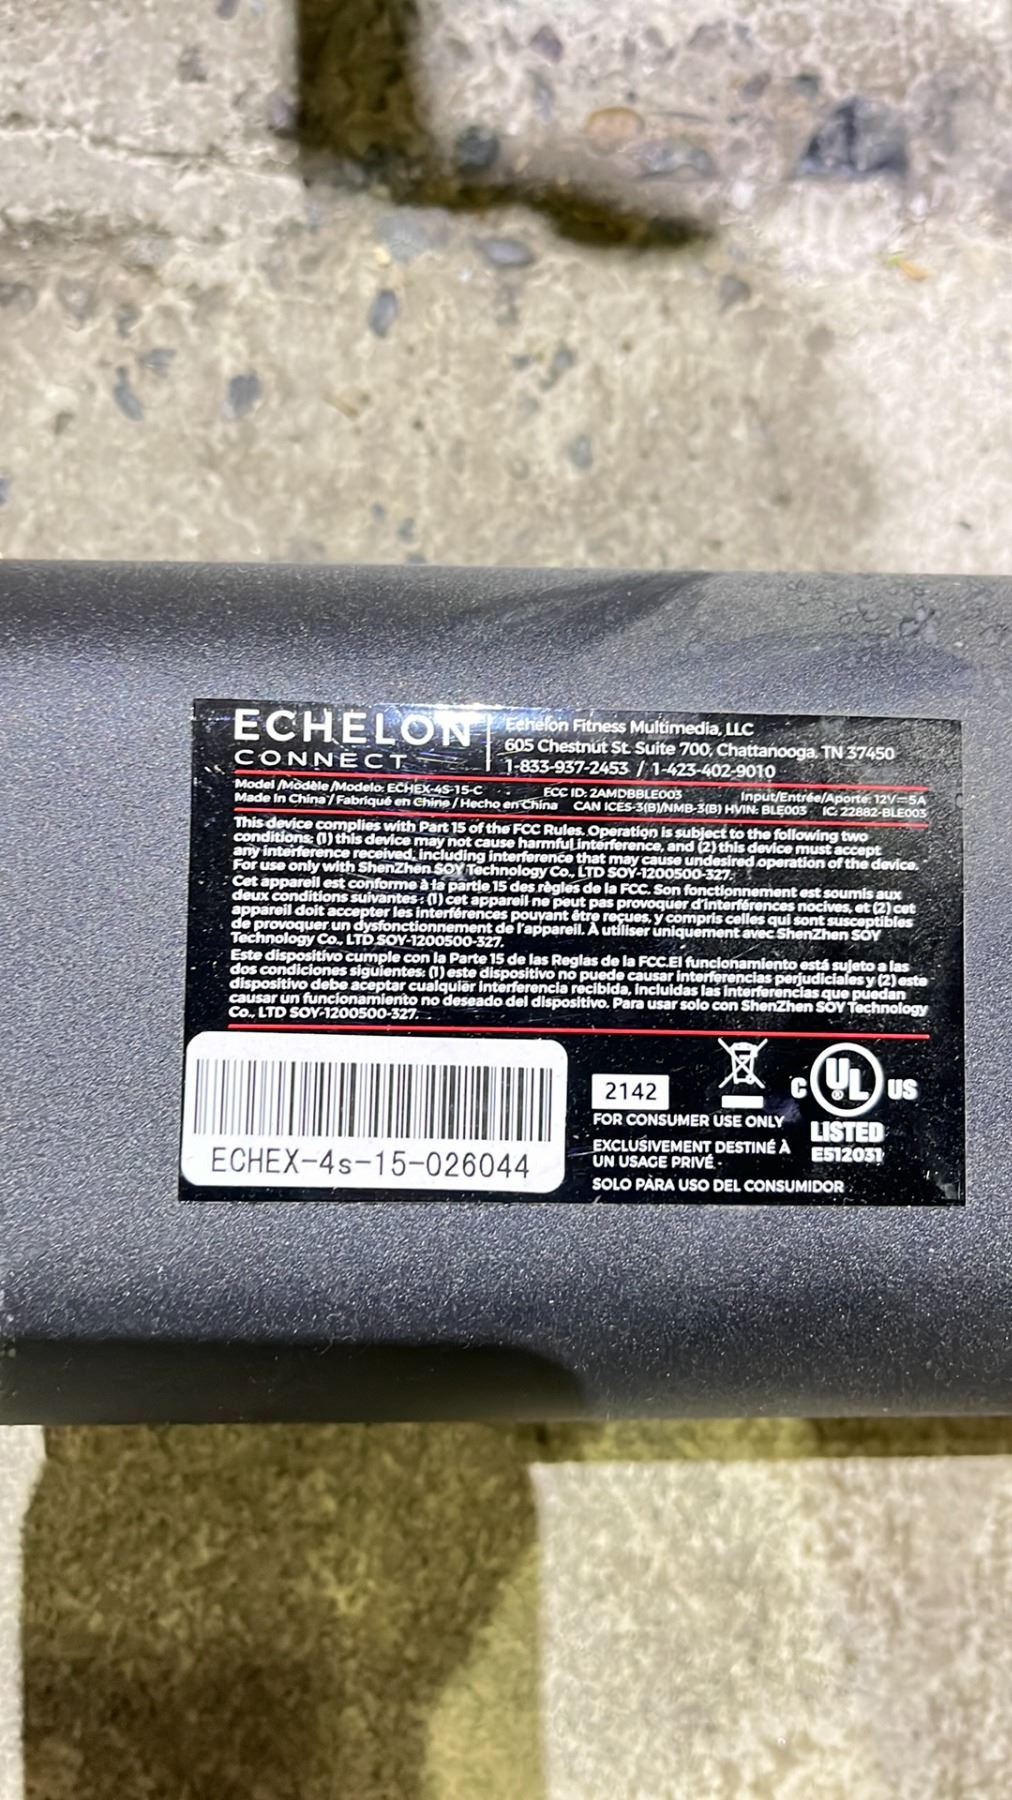 ECHELON
CONNECT
Echelon Fitness Multimedia, LLC
605 Chestnut St. Suite 700, Chattanooga, TN 37450
1-833-937-2453 / 1-423-402-9010
Model /Modèle /Modelo: ECHEX-4S-15-C FCC ID: 2AMDBBLE003 Input/Entrée/Aporte: 12V⎓5A
Made In China / Fabriqué en Chine / Hecho en China CAN ICES-3(B)/NMB-3(B) HVIN: BLE003 IC: 22882-BLE003
This device complies with Part 15 of the FCC Rules. Operation is subject to the following two
conditions: (1) this device may not cause harmful interference, and (2) this device must accept
any interference received, including interference that may cause undesired operation of the device.
For use only with ShenZhen SOY Technology Co., LTD SOY-1200500-327.
Cet appareil est conforme à la partie 15 des règles de la FCC. Son fonctionnement est soumis aux
deux conditions suivantes : (1) cet appareil ne peut pas provoquer d'interférences nocives, et (2) cet
appareil doit accepter les interférences pouvant être reçues, y compris celles qui sont susceptibles
de provoquer un dysfonctionnement de l'appareil. À utiliser uniquement avec ShenZhen SOY
Technology Co., LTD SOY-1200500-327.
Este dispositivo cumple con la Parte 15 de las Reglas de la FCC.El funcionamiento está sujeto a las
dos condiciones siguientes: (1) este dispositivo no puede causar interferencias perjudiciales y (2) este
dispositivo debe aceptar cualquier interferencia recibida, incluidas las interferencias que puedan
causar un funcionamiento no deseado del dispositivo. Para usar solo con ShenZhen SOY Technology
Co., LTD SOY-1200500-327.
ECHEX-4s-15-026044
2142
FOR CONSUMER USE ONLY
EXCLUSIVEMENT DESTINÉ À
UN USAGE PRIVÉ
SOLO PARA USO DEL CONSUMIDOR
C UL ® US
LISTED
E512031